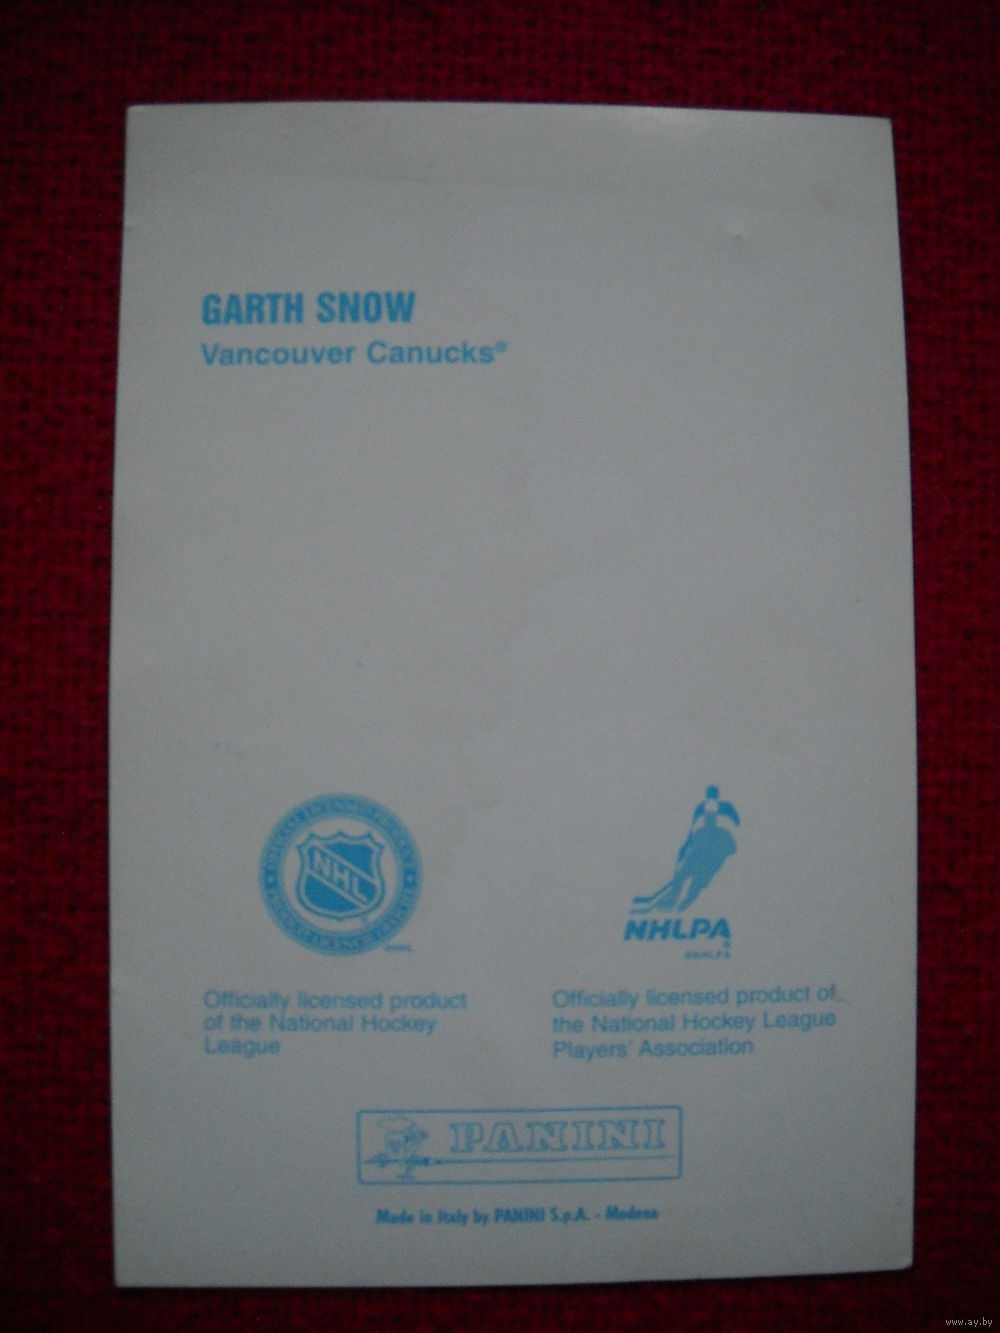 GARTH SNOW
Vancouver Canucks®
NHL
NHLPA
©NHLPA
Officially licensed product
of the National Hockey
League
Officially licensed product of
the National Hockey League
Players' Association
PANINI
Made in Italy by PANINI S.p.A. - Modena
www.ay.by